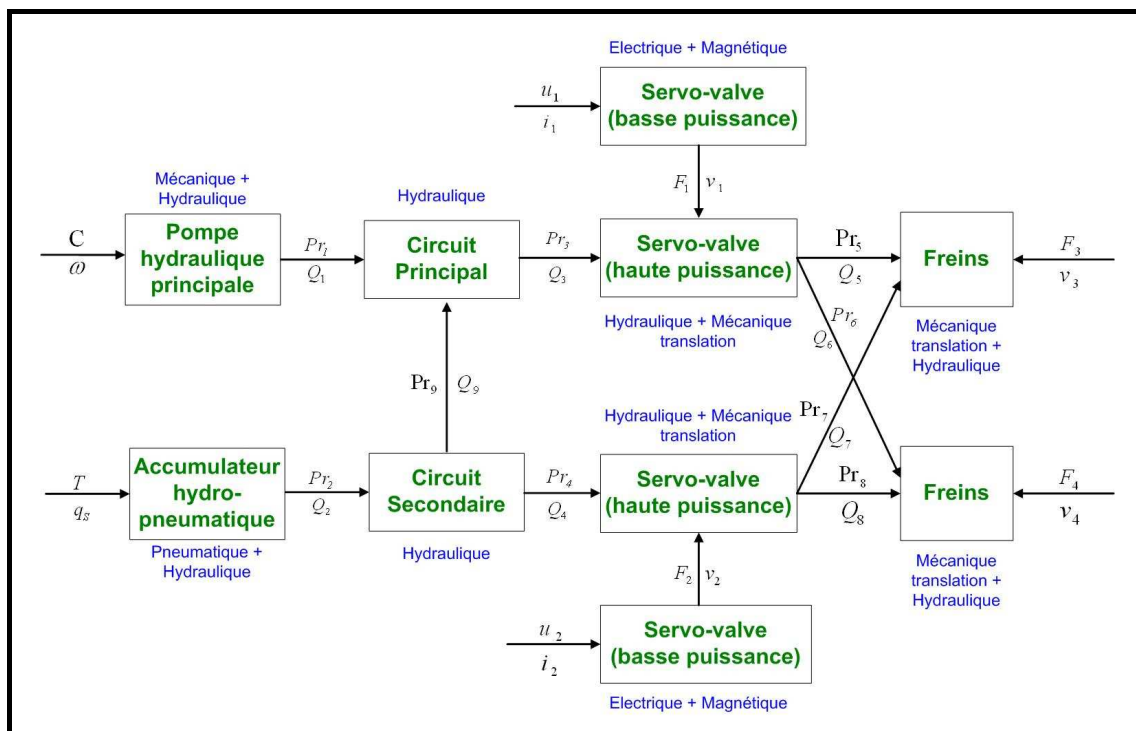 Electrique + Magnétique
u1
i1
Servo-valve
(basse puissance)
F1 v1
Mécanique +
Hydraulique
Hydraulique
C
ω
Pompe
hydraulique
principale
Pr1
Q1
Circuit
Principal
Pr3
Q3
Servo-valve
(haute puissance)
Pr5
Q5
Freins
F3
v3
Hydraulique + Mécanique
translation
Pr6
Q6
Mécanique
translation +
Hydraulique
Pr9 Q9
Hydraulique + Mécanique
translation
Pr7
Q7
T
qS
Accumulateur
hydro-
pneumatique
Pr2
Q2
Circuit
Secondaire
Pr4
Q4
Servo-valve
(haute puissance)
Pr8
Q8
Freins
F4
v4
Pneumatique +
Hydraulique
Hydraulique
F2 v2
Mécanique
translation +
Hydraulique
u2
i2
Servo-valve
(basse puissance)
Electrique + Magnétique